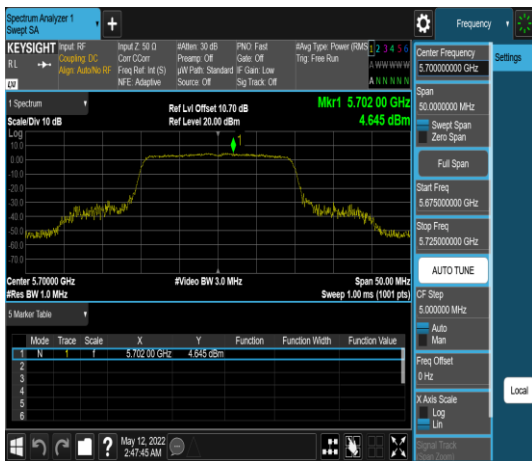 Spectrum Analyzer 1
Swept SA
Frequency
KEYSIGHT
RL
Input: RF
Coupling: DC
Align: Auto/No RF
Input Z: 50 Ω
Corr CCorr
Freq Ref: Int (S)
NFE: Adaptive
#Atten: 30 dB
Preamp: Off
µW Path: Standard
Source: Off
PNO: Fast
Gate: Off
IF Gain: Low
Sig Track: Off
#Avg Type: Power (RMS
Trig: Free Run
1 2 3 4 5 6
A W W W W W
A N N N N N
1 Spectrum
Scale/Div 10 dB
Ref Lvl Offset 10.70 dB
Ref Level 20.00 dBm
Mkr1 5.702 00 GHz
4.645 dBm
Log
10.0
0.00
-10.0
-20.0
-30.0
-40.0
-50.0
-60.0
-70.0
1
Center 5.70000 GHz
#Res BW 1.0 MHz
#Video BW 3.0 MHz
Span 50.00 MHz
Sweep 1.00 ms (1001 pts)
5 Marker Table
Mode Trace Scale X Y Function Function Width Function Value
1 N 1 f 5.702 00 GHz 4.645 dBm
2
3
4
5
6
May 12, 2022
2:47:45 AM
Center Frequency
5.700000000 GHz
Span
50.0000000 MHz
Swept Span
Zero Span
Full Span
Start Freq
5.675000000 GHz
Stop Freq
5.725000000 GHz
AUTO TUNE
CF Step
5.000000 MHz
Auto
Man
Freq Offset
0 Hz
X Axis Scale
Log
Lin
Signal Track
(Span Zoom)
Settings
Local